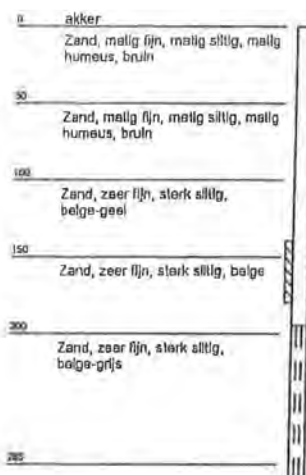 0 akker
Zand, matig fijn, matig siltig, matig
humeus, bruin
50
Zand, matig fijn, matig siltig, matig
humeus, bruin
100
Zand, zeer fijn, sterk siltig,
beige-geel
150
Zand, zeer fijn, sterk siltig, beige
200
Zand, zeer fijn, sterk siltig,
beige-grijs
285